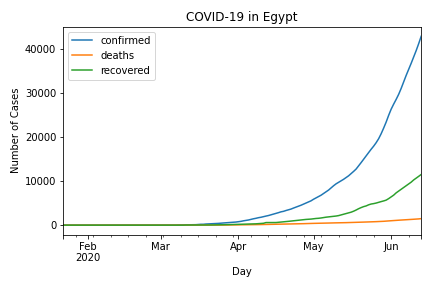 COVID-19 in Egypt
confirmed
deaths
recovered
40000
30000
20000
10000
0
Number of Cases
Feb
2020
Mar
Apr
May
Jun
Day